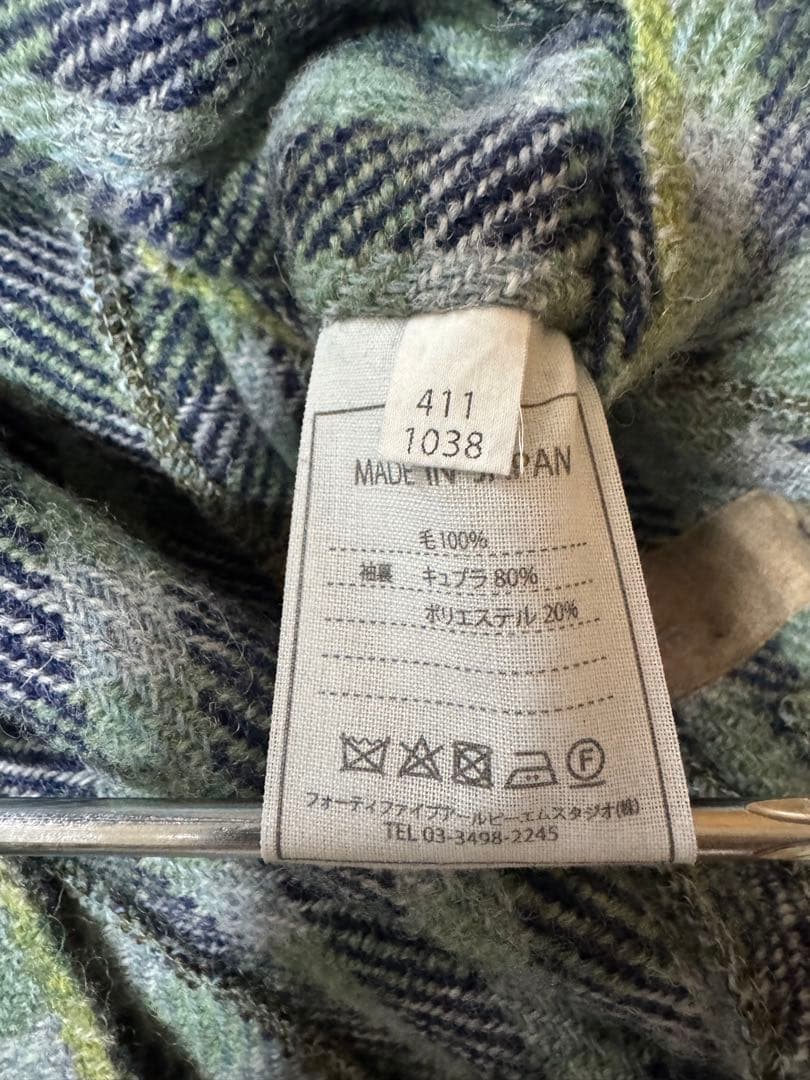 411
1038
MADE IN JAPAN
毛100%
袖裏 キュプラ80%
ポリエステル 20%
F
フォーティファイブアールピー.エムスタジオ(株)
TEL 03-3498-2245